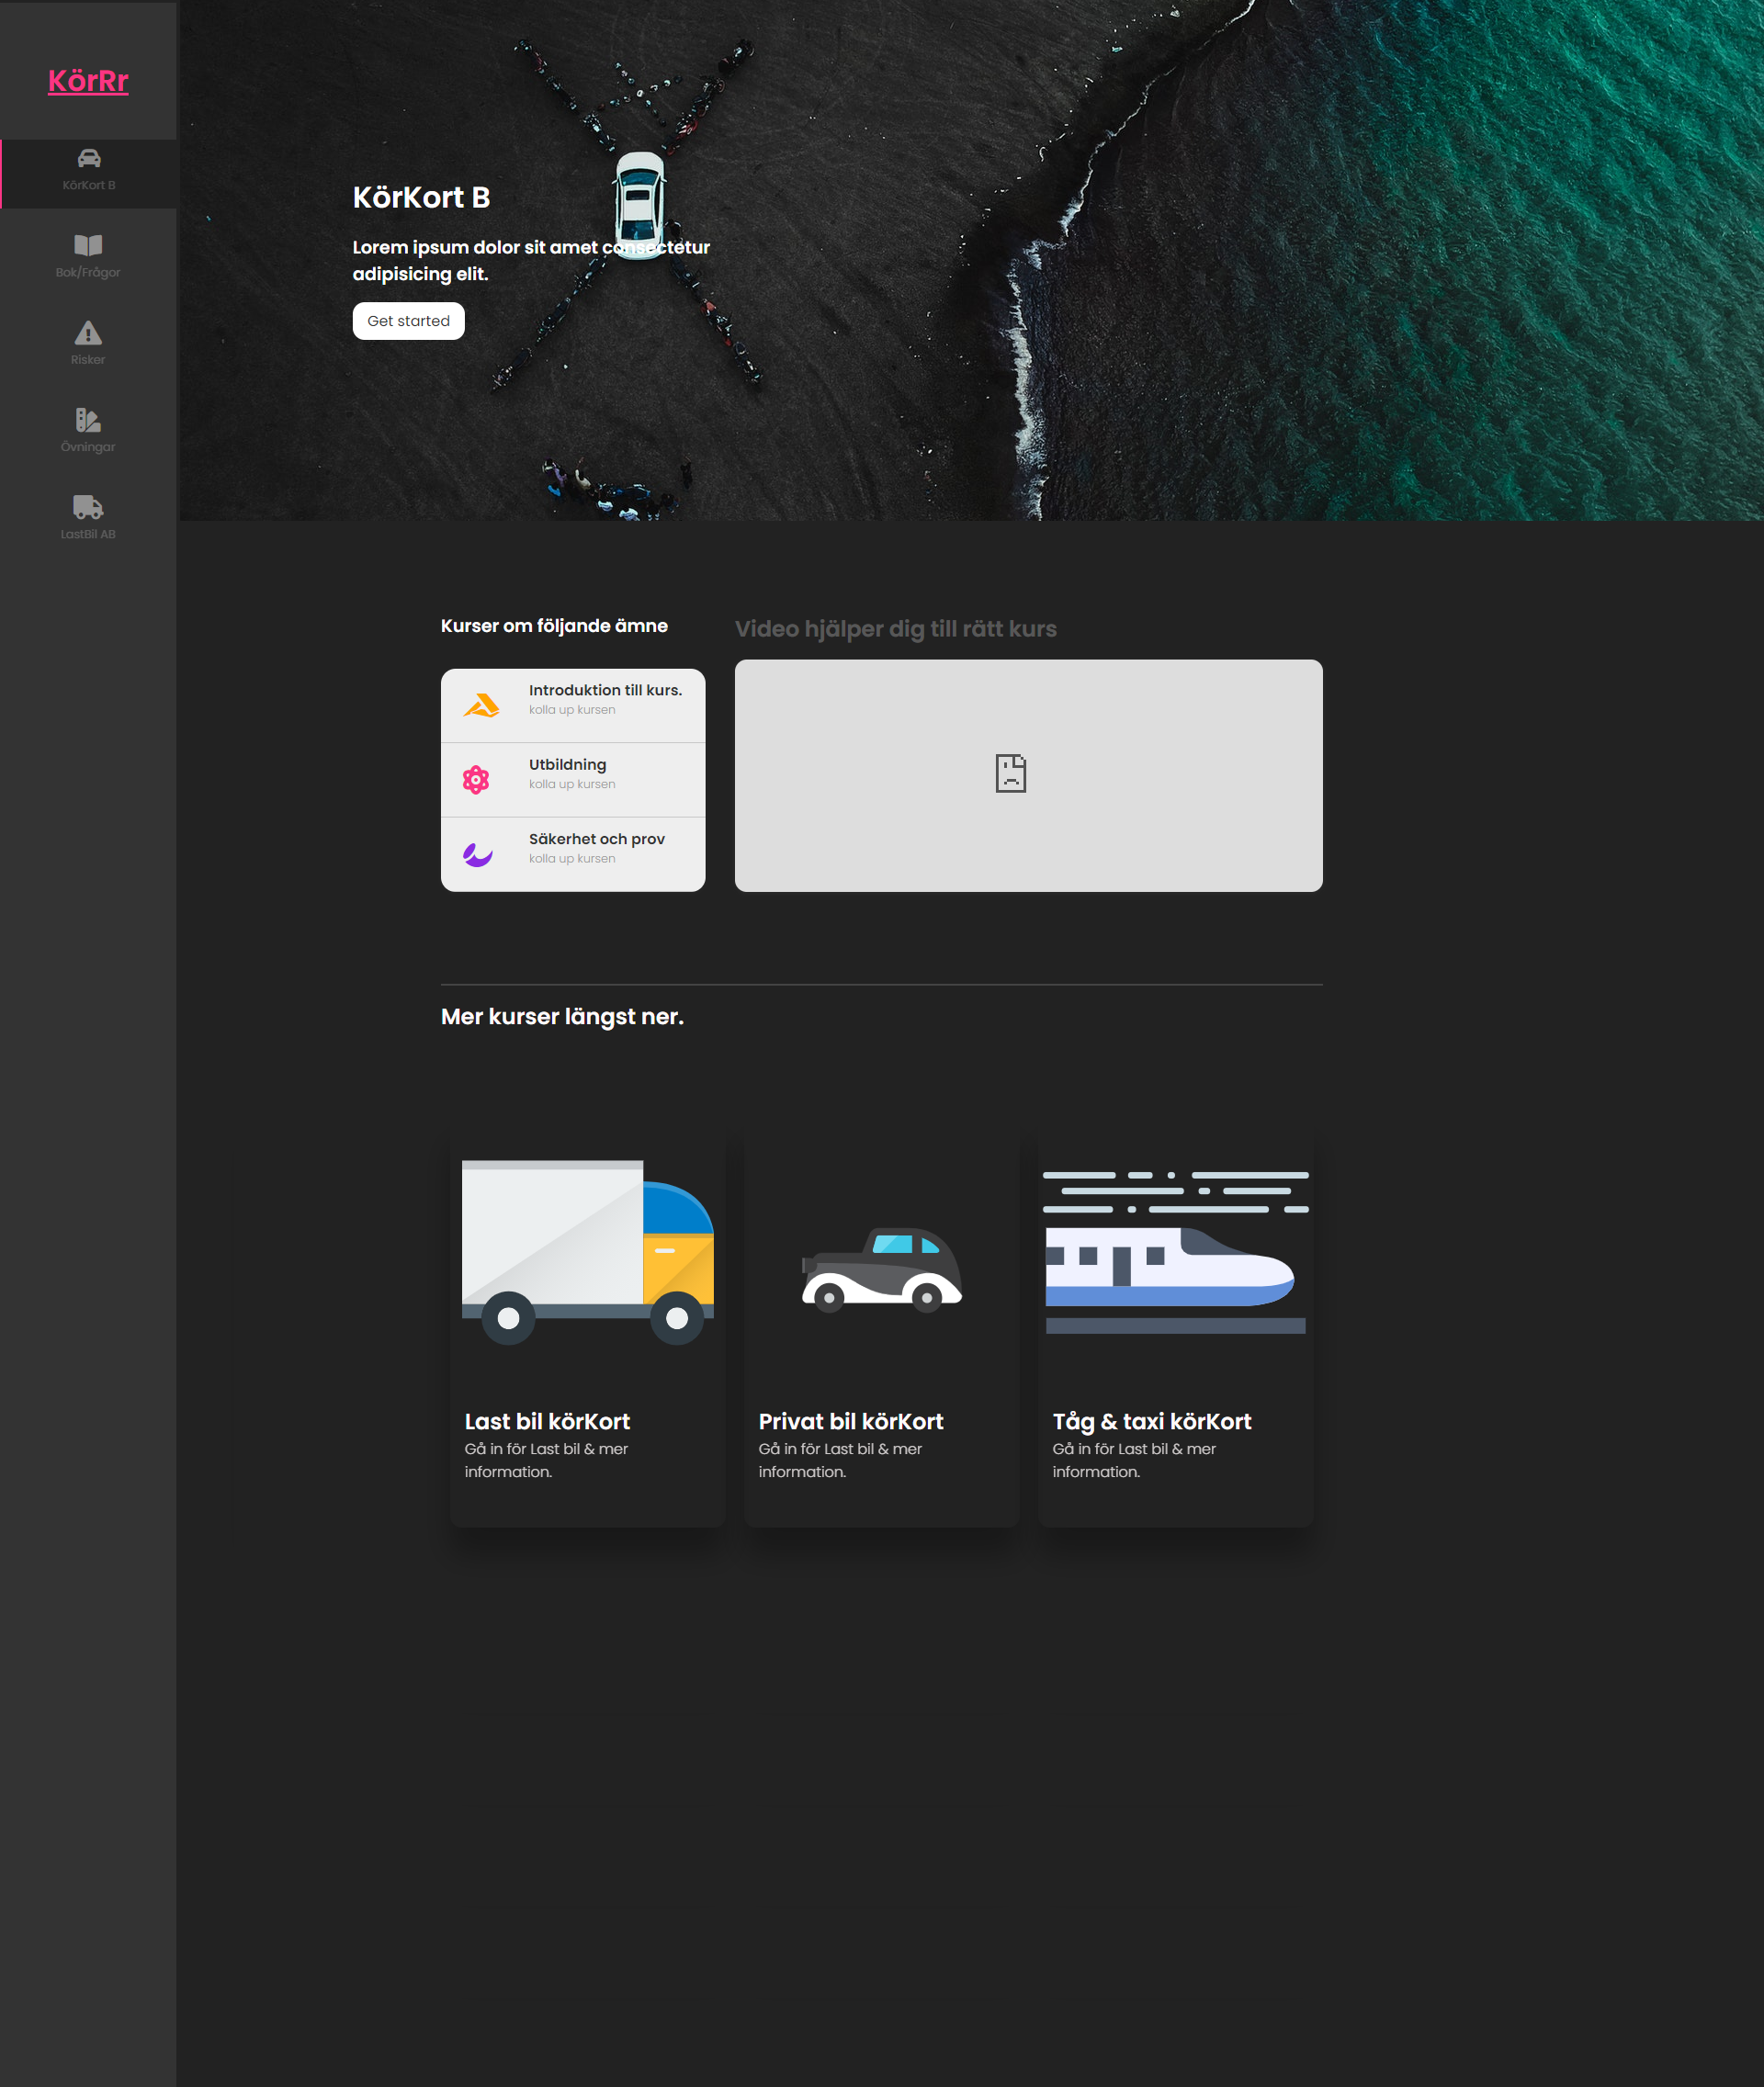 KörRr
KörKort B
Bok/Frågor
Risker
Övningar
LastBil AB
KörKort B
Lorem ipsum dolor sit amet consectetur
adipisicing elit.
Get started
Kurser om följande ämne
Introduktion till kurs.
kolla up kursen
Utbildning
kolla up kursen
Säkerhet och prov
kolla up kursen
Video hjälper dig till rätt kurs
Mer kurser längst ner.
Last bil körKort
Gå in för Last bil & mer
information.
Privat bil körKort
Gå in för Last bil & mer
information.
Tåg & taxi körKort
Gå in för Last bil & mer
information.